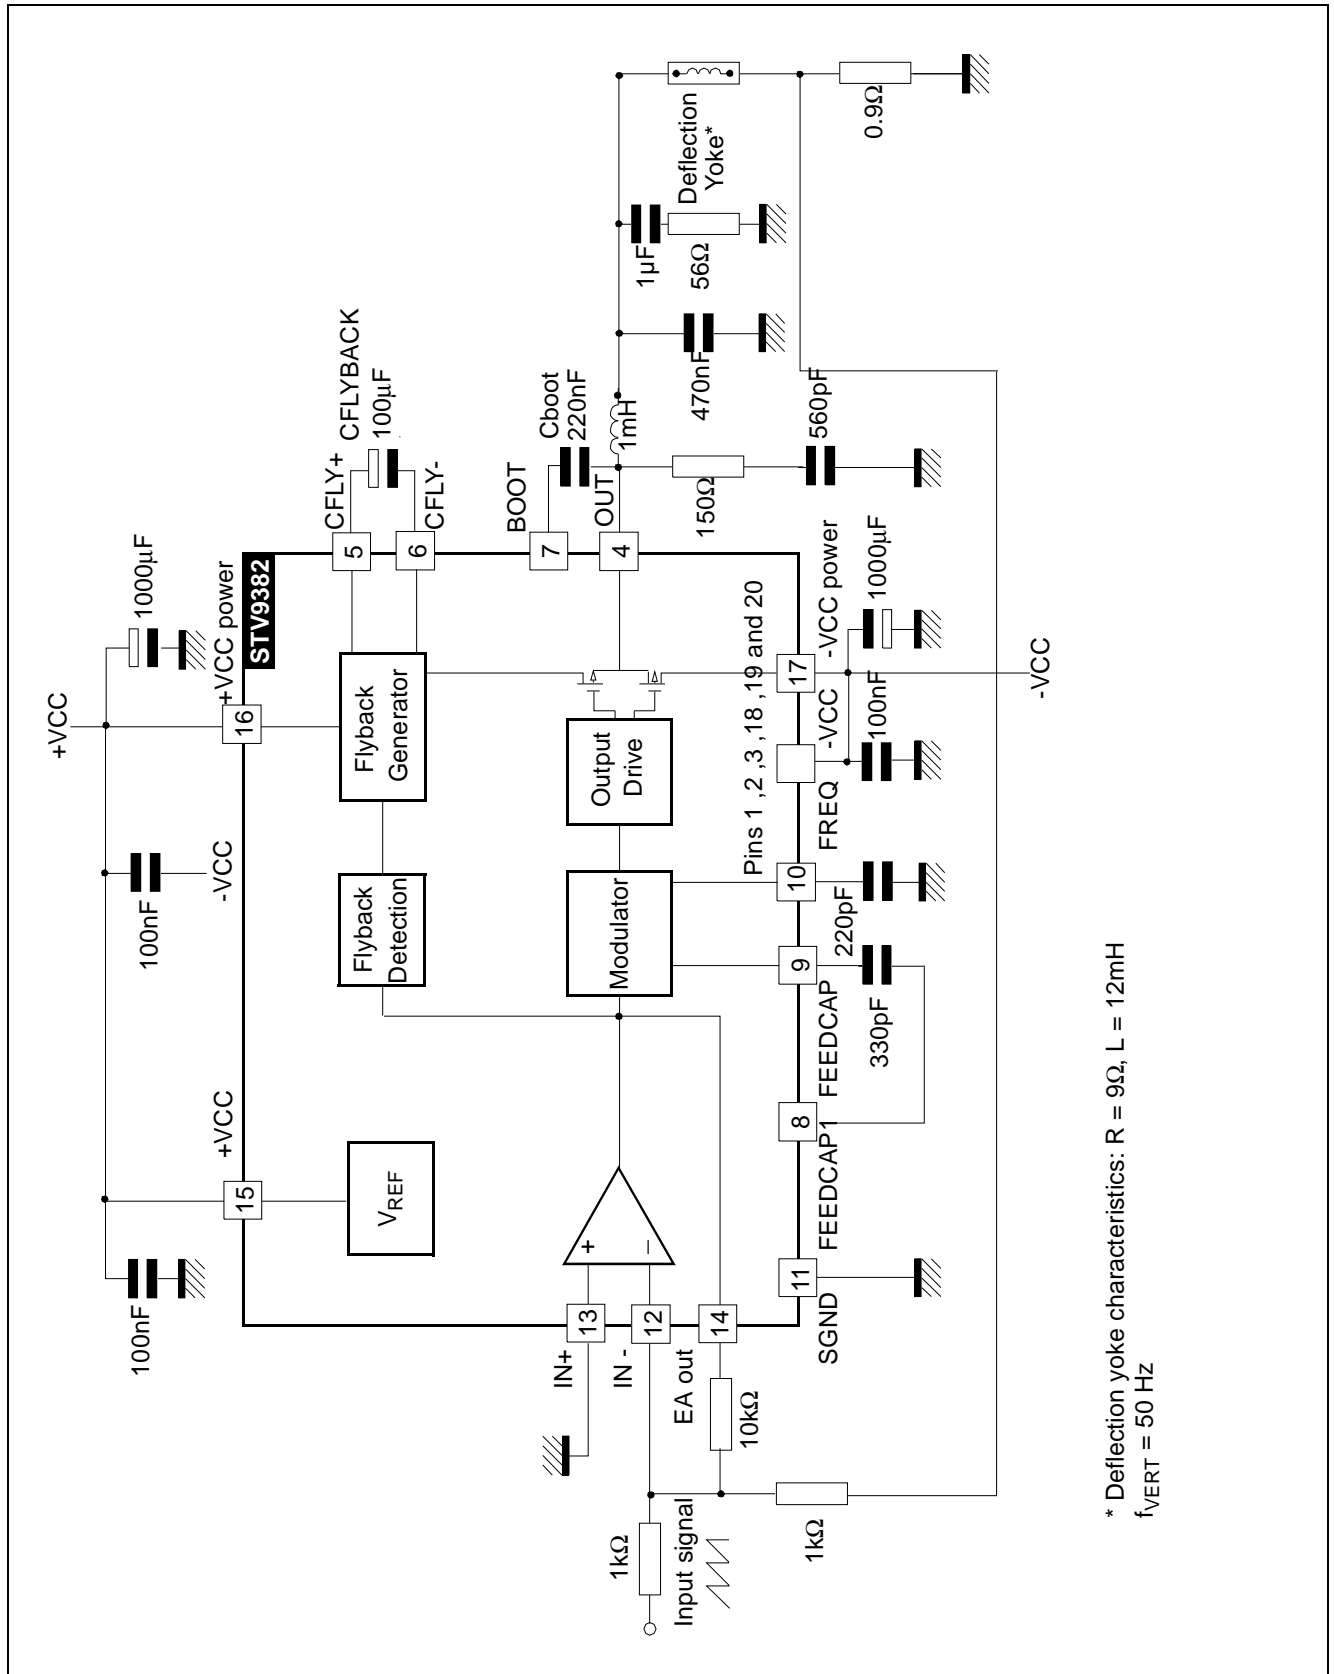 +VCC
1000µF
-VCC
100nF
100nF
+VCC
15
16
+VCC power
STV9382
5
CFLY+
CFLYBACK
100µF
6
CFLY-
BOOT
7
Cboot
220nF
OUT
4
1mH
150Ω
560pF
470nF
1µF
56Ω
Deflection
Yoke*
0.9Ω
VREF
Flyback
Detection
Flyback
Generator
Modulator
Output
Drive
+
–
IN+
13
IN -
12
EA out
14
10kΩ
1kΩ
Input signal
1kΩ
SGND
11
FEEDCAP1
8
FEEDCAP
9
330pF
220pF
10
FREQ
Pins 1 ,2 ,3 ,18 ,19 and 20
-VCC
100nF
17
-VCC power
1000µF
-VCC
* Deflection yoke characteristics: R = 9Ω, L = 12mH
fVERT = 50 Hz